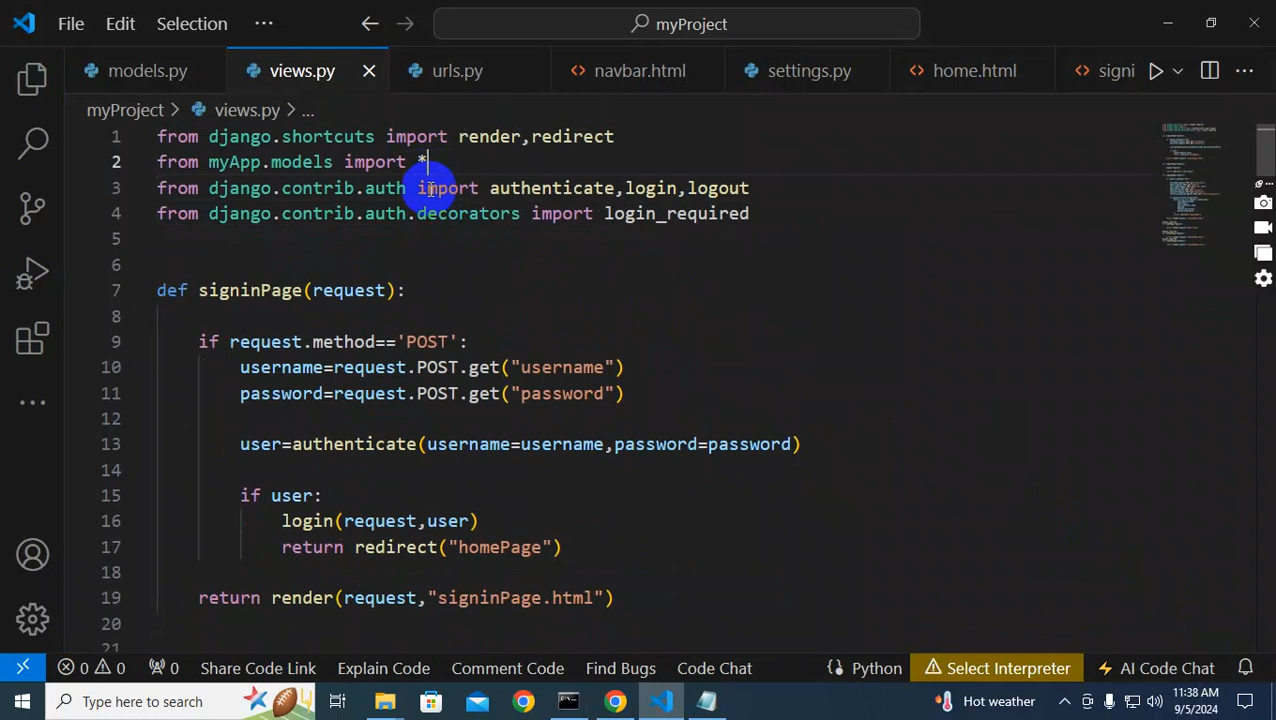 File Edit Selection ··· myProject
models.py views.py urls.py navbar.html settings.py home.html signi ···
myProject > views.py > ...
1 from django.shortcuts import render,redirect
2 from myApp.models import *
3 from django.contrib.auth import authenticate,login,logout
4 from django.contrib.auth.decorators import login_required
5
6
7 def signinPage(request):
8
9 if request.method=='POST':
10 username=request.POST.get("username")
11 password=request.POST.get("password")
12
13 user=authenticate(username=username,password=password)
14
15 if user:
16 login(request,user)
17 return redirect("homePage")
18
19 return render(request,"signinPage.html")
20
21
0 0 0 Share Code Link Explain Code Comment Code Find Bugs Code Chat Python Select Interpreter AI Code Chat
Type here to search Hot weather 11:38 AM
9/5/2024